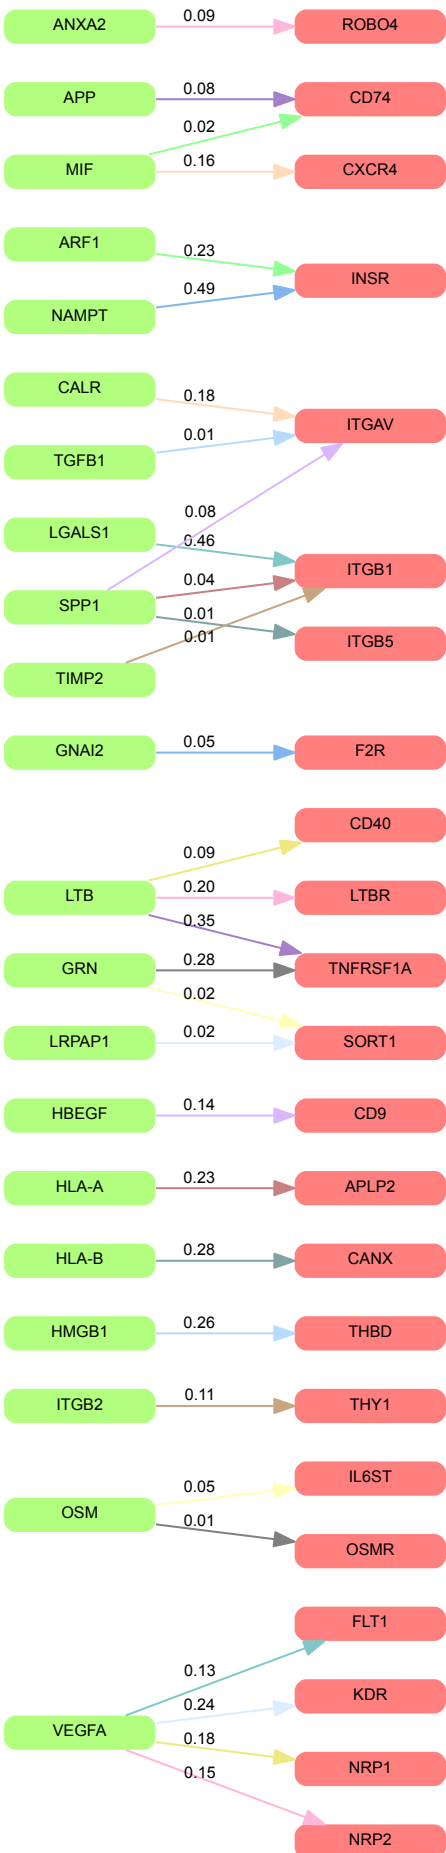 ANXA2 0.09 ROBO4
APP 0.08 CD74
0.02
MIF 0.16 CXCR4
ARF1
0.23
INSR
0.49
NAMPT
CALR
0.18
ITGAV
0.01
TGFB1
0.08
LGALS1
0.46
ITGB1
0.04
SPP1
0.01
0.01
ITGB5
TIMP2
GNAI2 0.05 F2R
CD40
0.09
LTB 0.20 LTBR
0.35
GRN 0.28 TNFRSF1A
0.02
LRPAP1 0.02 SORT1
HBEGF 0.14 CD9
HLA-A 0.23 APLP2
HLA-B 0.28 CANX
HMGB1 0.26 THBD
ITGB2 0.11 THY1
IL6ST
0.05
OSM
0.01
OSMR
FLT1
0.13
KDR
0.24
VEGFA
0.18
NRP1
0.15
NRP2